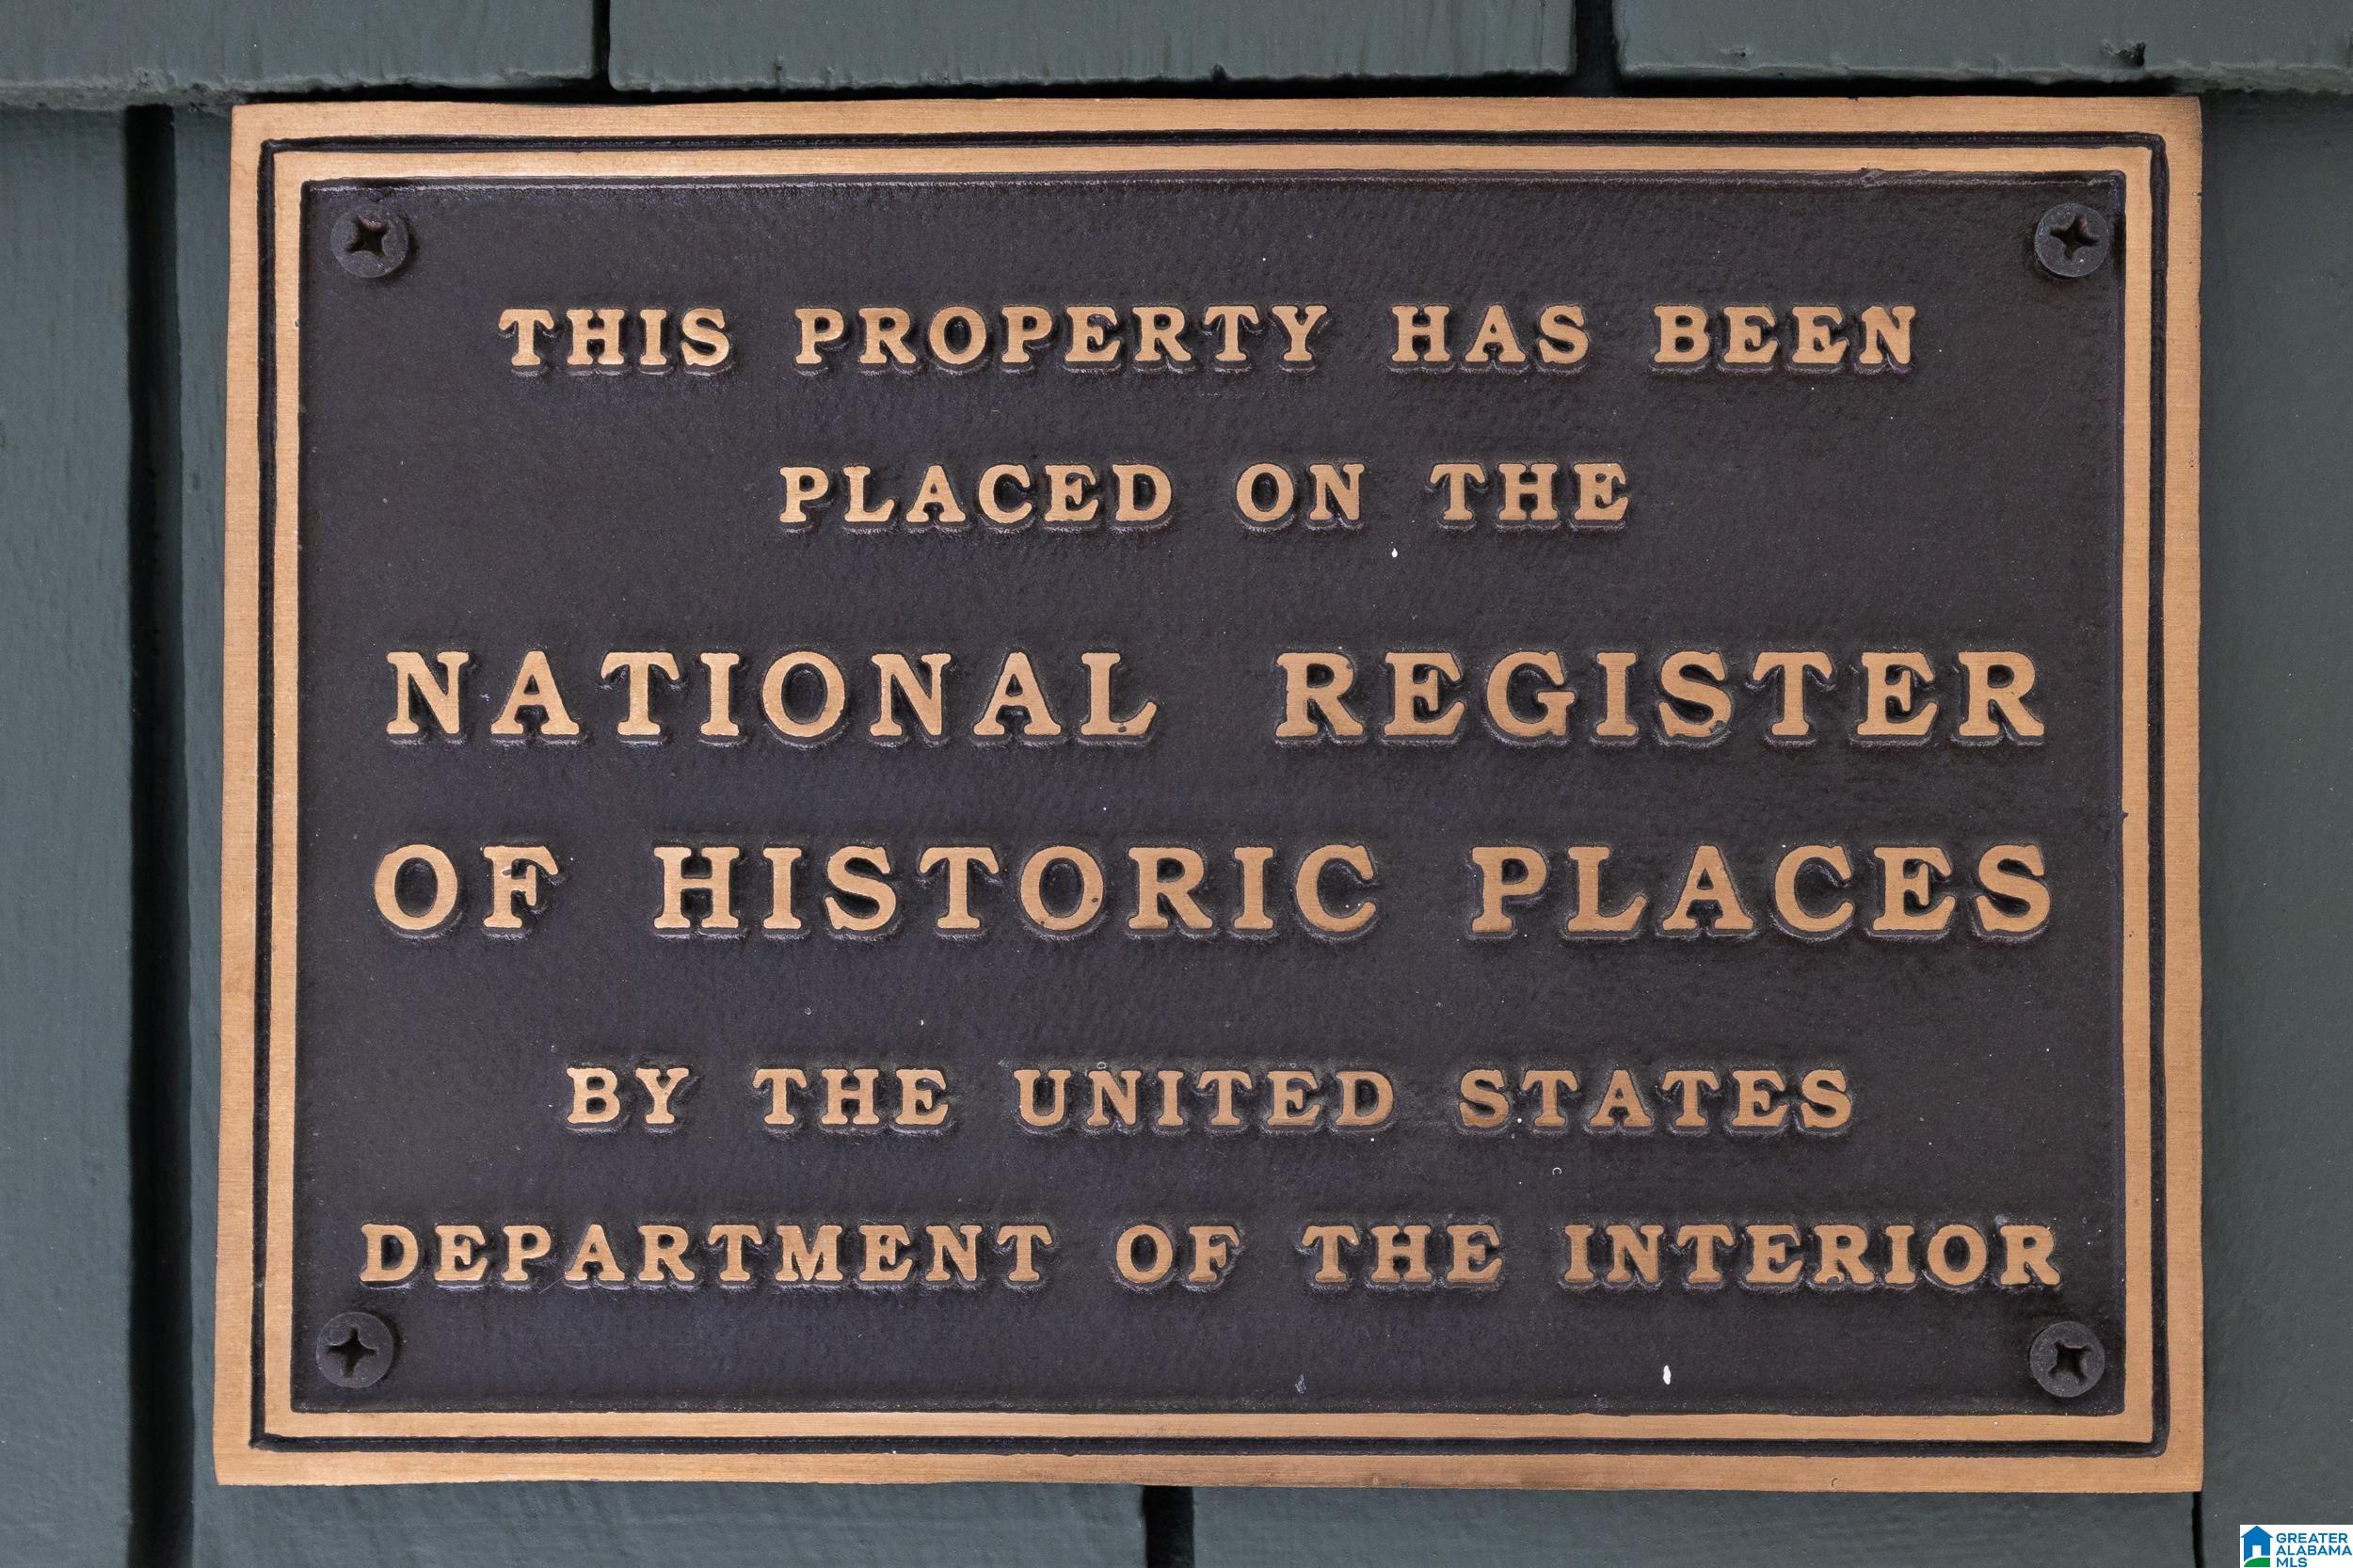 THIS PROPERTY HAS BEEN
PLACED ON THE
NATIONAL REGISTER
OF HISTORIC PLACES
BY THE UNITED STATES
DEPARTMENT OF THE INTERIOR
GREATER
ALABAMA
MLS